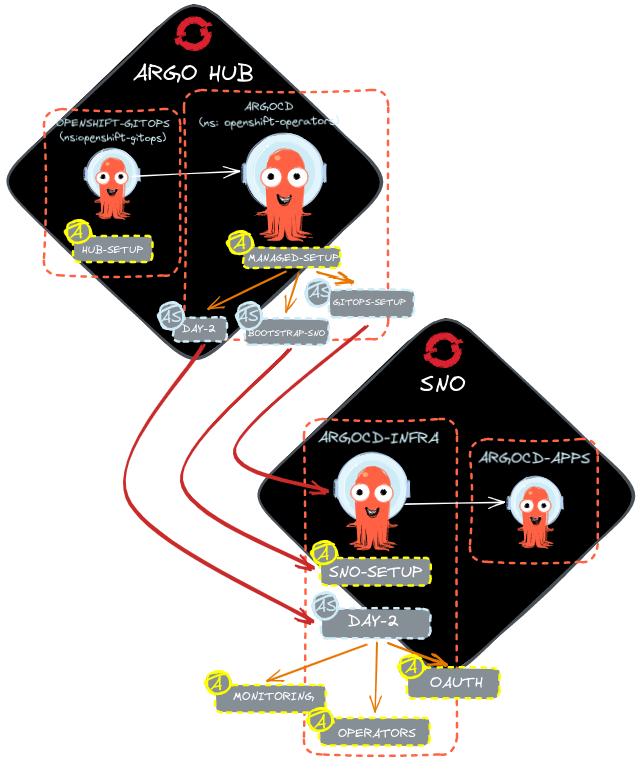 ARGO HUB
OPENSHIFT-GITOPS
(ns:openshift-gitops)
ARGOCD
(ns: openshift-operators)
A
HUB-SETUP
A
MANAGED-SETUP
AS
DAY-2
AS
BOOTSTRAP-SNO
AS
GITOPS-SETUP
SNO
ARGOCD-INFRA
ARGOCD-APPS
A
SNO-SETUP
AS
DAY-2
A
MONITORING
A
OPERATORS
A
OAUTH